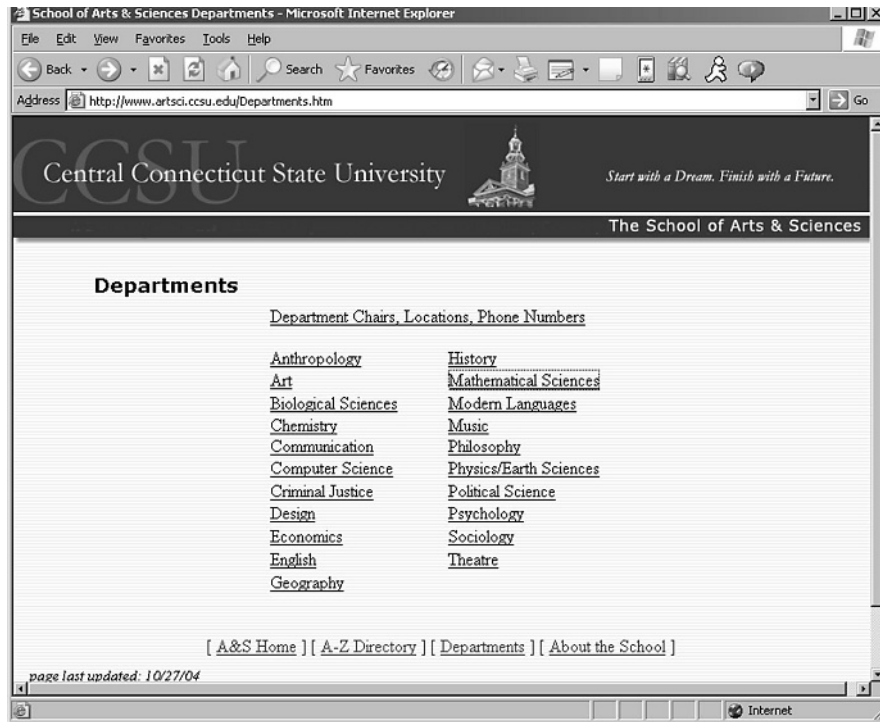 School of Arts & Sciences Departments - Microsoft Internet Explorer
File Edit View Favorites Tools Help
Back Search Favorites
Address http://www.artsci.ccsu.edu/Departments.htm Go
CCSU
Central Connecticut State University
Start with a Dream. Finish with a Future.
The School of Arts & Sciences
Departments
Department Chairs, Locations, Phone Numbers
Anthropology History
Art Mathematical Sciences
Biological Sciences Modern Languages
Chemistry Music
Communication Philosophy
Computer Science Physics/Earth Sciences
Criminal Justice Political Science
Design Psychology
Economics Sociology
English Theatre
Geography
[ A&S Home ] [ A-Z Directory ] [ Departments ] [ About the School ]
page last updated: 10/27/04
Internet